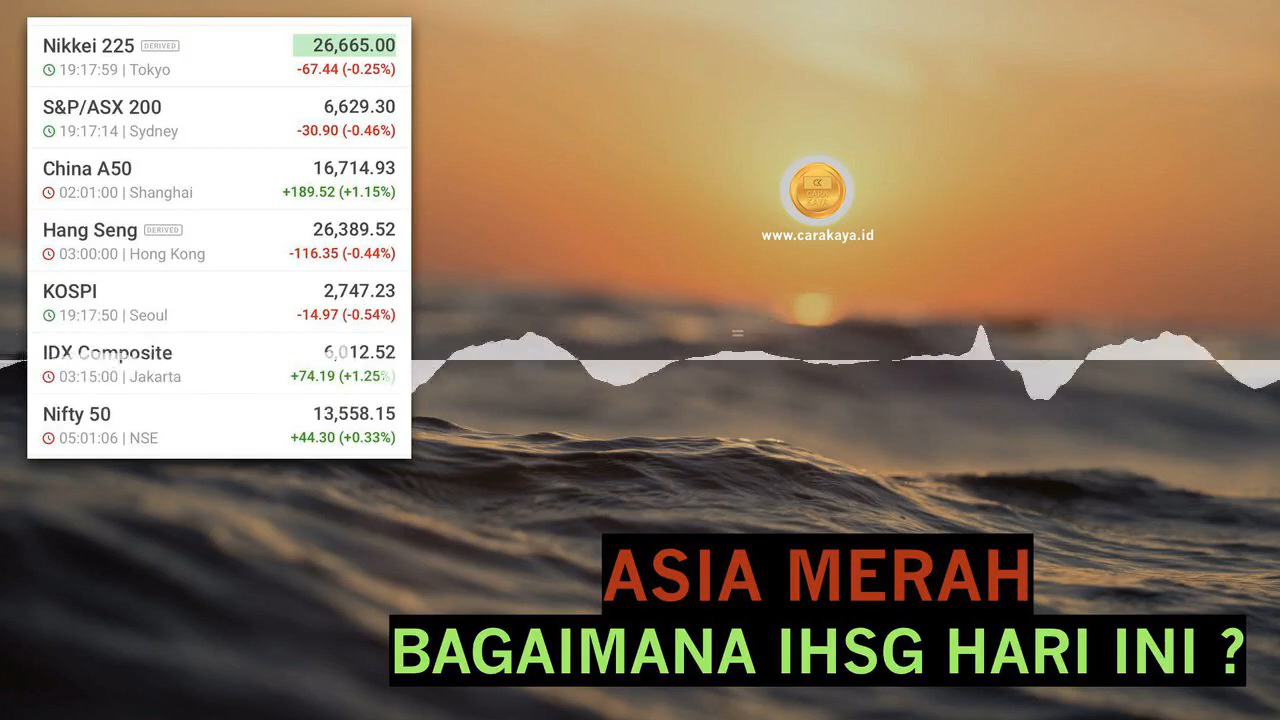 Nikkei 225 DERIVED 26,665.00
19:17:59 | Tokyo -67.44 (-0.25%)
S&P/ASX 200 6,629.30
19:17:14 | Sydney -30.90 (-0.46%)
China A50 16,714.93
02:01:00 | Shanghai +189.52 (+1.15%)
Hang Seng DERIVED 26,389.52
03:00:00 | Hong Kong -116.35 (-0.44%)
KOSPI 2,747.23
19:17:50 | Seoul -14.97 (-0.54%)
IDX Composite 6,012.52
03:15:00 | Jakarta +74.19 (+1.25%)
Nifty 50 13,558.15
05:01:06 | NSE +44.30 (+0.33%)
CARA
KAYA
www.carakaya.id
ASIA MERAH
BAGAIMANA IHSG HARI INI ?